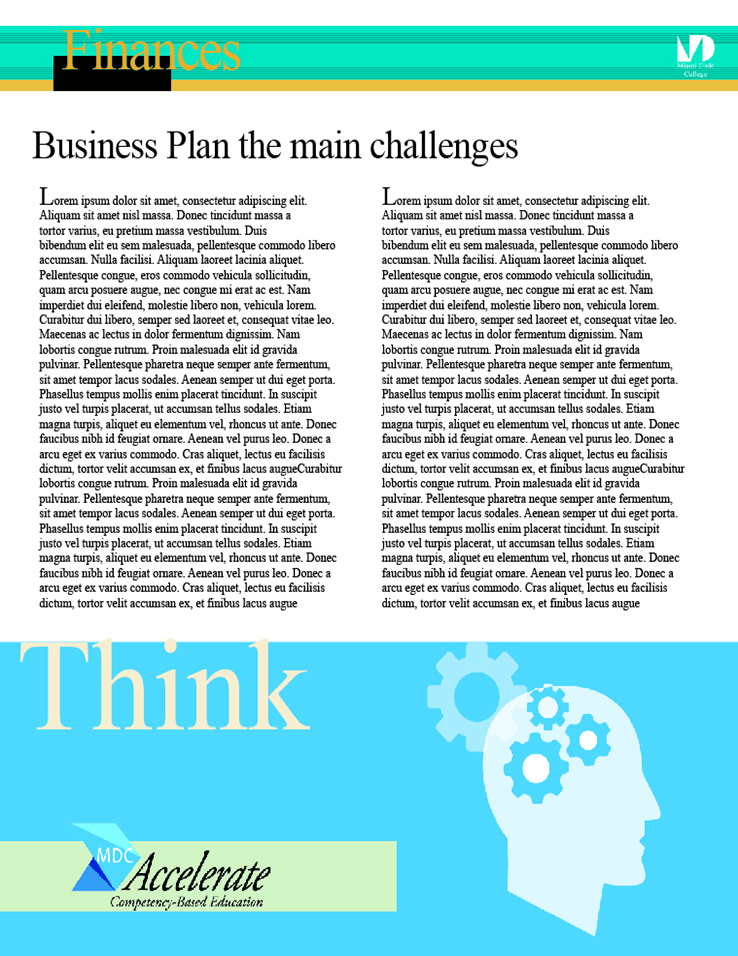 Finances
Miami Dade
College
Business Plan the main challenges
Lorem ipsum dolor sit amet, consectetur adipiscing elit.
Aliquam sit amet nisl massa. Donec tincidunt massa a
tortor varius, eu pretium massa vestibulum. Duis
bibendum elit eu sem malesuada, pellentesque commodo libero
accumsan. Nulla facilisi. Aliquam laoreet lacinia aliquet.
Pellentesque congue, eros commodo vehicula sollicitudin,
quam arcu posuere augue, nec congue mi erat ac est. Nam
imperdiet dui eleifend, molestie libero non, vehicula lorem.
Curabitur dui libero, semper sed laoreet et, consequat vitae leo.
Maecenas ac lectus in dolor fermentum dignissim. Nam
lobortis congue rutrum. Proin malesuada elit id gravida
pulvinar. Pellentesque pharetra neque semper ante fermentum,
sit amet tempor lacus sodales. Aenean semper ut dui eget porta.
Phasellus tempus mollis enim placerat tincidunt. In suscipit
justo vel turpis placerat, ut accumsan tellus sodales. Etiam
magna turpis, aliquet eu elementum vel, rhoncus ut ante. Donec
faucibus nibh id feugiat ornare. Aenean vel purus leo. Donec a
arcu eget ex varius commodo. Cras aliquet, lectus eu facilisis
dictum, tortor velit accumsan ex, et finibus lacus augueCurabitur
lobortis congue rutrum. Proin malesuada elit id gravida
pulvinar. Pellentesque pharetra neque semper ante fermentum,
sit amet tempor lacus sodales. Aenean semper ut dui eget porta.
Phasellus tempus mollis enim placerat tincidunt. In suscipit
justo vel turpis placerat, ut accumsan tellus sodales. Etiam
magna turpis, aliquet eu elementum vel, rhoncus ut ante. Donec
faucibus nibh id feugiat ornare. Aenean vel purus leo. Donec a
arcu eget ex varius commodo. Cras aliquet, lectus eu facilisis
dictum, tortor velit accumsan ex, et finibus lacus augue
Lorem ipsum dolor sit amet, consectetur adipiscing elit.
Aliquam sit amet nisl massa. Donec tincidunt massa a
tortor varius, eu pretium massa vestibulum. Duis
bibendum elit eu sem malesuada, pellentesque commodo libero
accumsan. Nulla facilisi. Aliquam laoreet lacinia aliquet.
Pellentesque congue, eros commodo vehicula sollicitudin,
quam arcu posuere augue, nec congue mi erat ac est. Nam
imperdiet dui eleifend, molestie libero non, vehicula lorem.
Curabitur dui libero, semper sed laoreet et, consequat vitae leo.
Maecenas ac lectus in dolor fermentum dignissim. Nam
lobortis congue rutrum. Proin malesuada elit id gravida
pulvinar. Pellentesque pharetra neque semper ante fermentum,
sit amet tempor lacus sodales. Aenean semper ut dui eget porta.
Phasellus tempus mollis enim placerat tincidunt. In suscipit
justo vel turpis placerat, ut accumsan tellus sodales. Etiam
magna turpis, aliquet eu elementum vel, rhoncus ut ante. Donec
faucibus nibh id feugiat ornare. Aenean vel purus leo. Donec a
arcu eget ex varius commodo. Cras aliquet, lectus eu facilisis
dictum, tortor velit accumsan ex, et finibus lacus augueCurabitur
lobortis congue rutrum. Proin malesuada elit id gravida
pulvinar. Pellentesque pharetra neque semper ante fermentum,
sit amet tempor lacus sodales. Aenean semper ut dui eget porta.
Phasellus tempus mollis enim placerat tincidunt. In suscipit
justo vel turpis placerat, ut accumsan tellus sodales. Etiam
magna turpis, aliquet eu elementum vel, rhoncus ut ante. Donec
faucibus nibh id feugiat ornare. Aenean vel purus leo. Donec a
arcu eget ex varius commodo. Cras aliquet, lectus eu facilisis
dictum, tortor velit accumsan ex, et finibus lacus augue
Think
MDC
Accelerate
Competency-Based Education